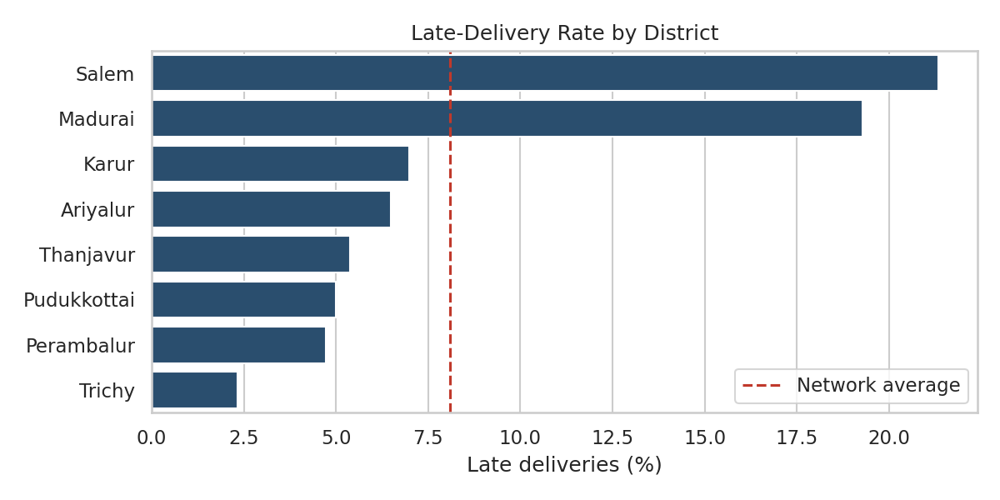 Late-Delivery Rate by District
Salem
Madurai
Karur
Ariyalur
Thanjavur
Pudukkottai
Perambalur
Trichy
Network average
0.0 2.5 5.0 7.5 10.0 12.5 15.0 17.5 20.0
Late deliveries (%)